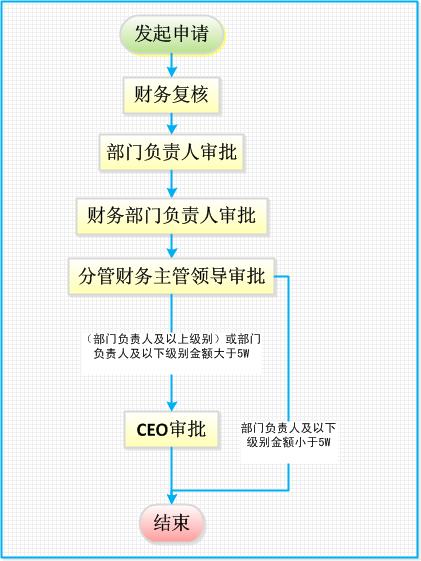 发起申请
财务复核
部门负责人审批
财务部门负责人审批
分管财务主管领导审批
（部门负责人及以上级别）或部门
负责人及以下级别金额大于5W
CEO审批
部门负责人及以下
级别金额小于5W
结束